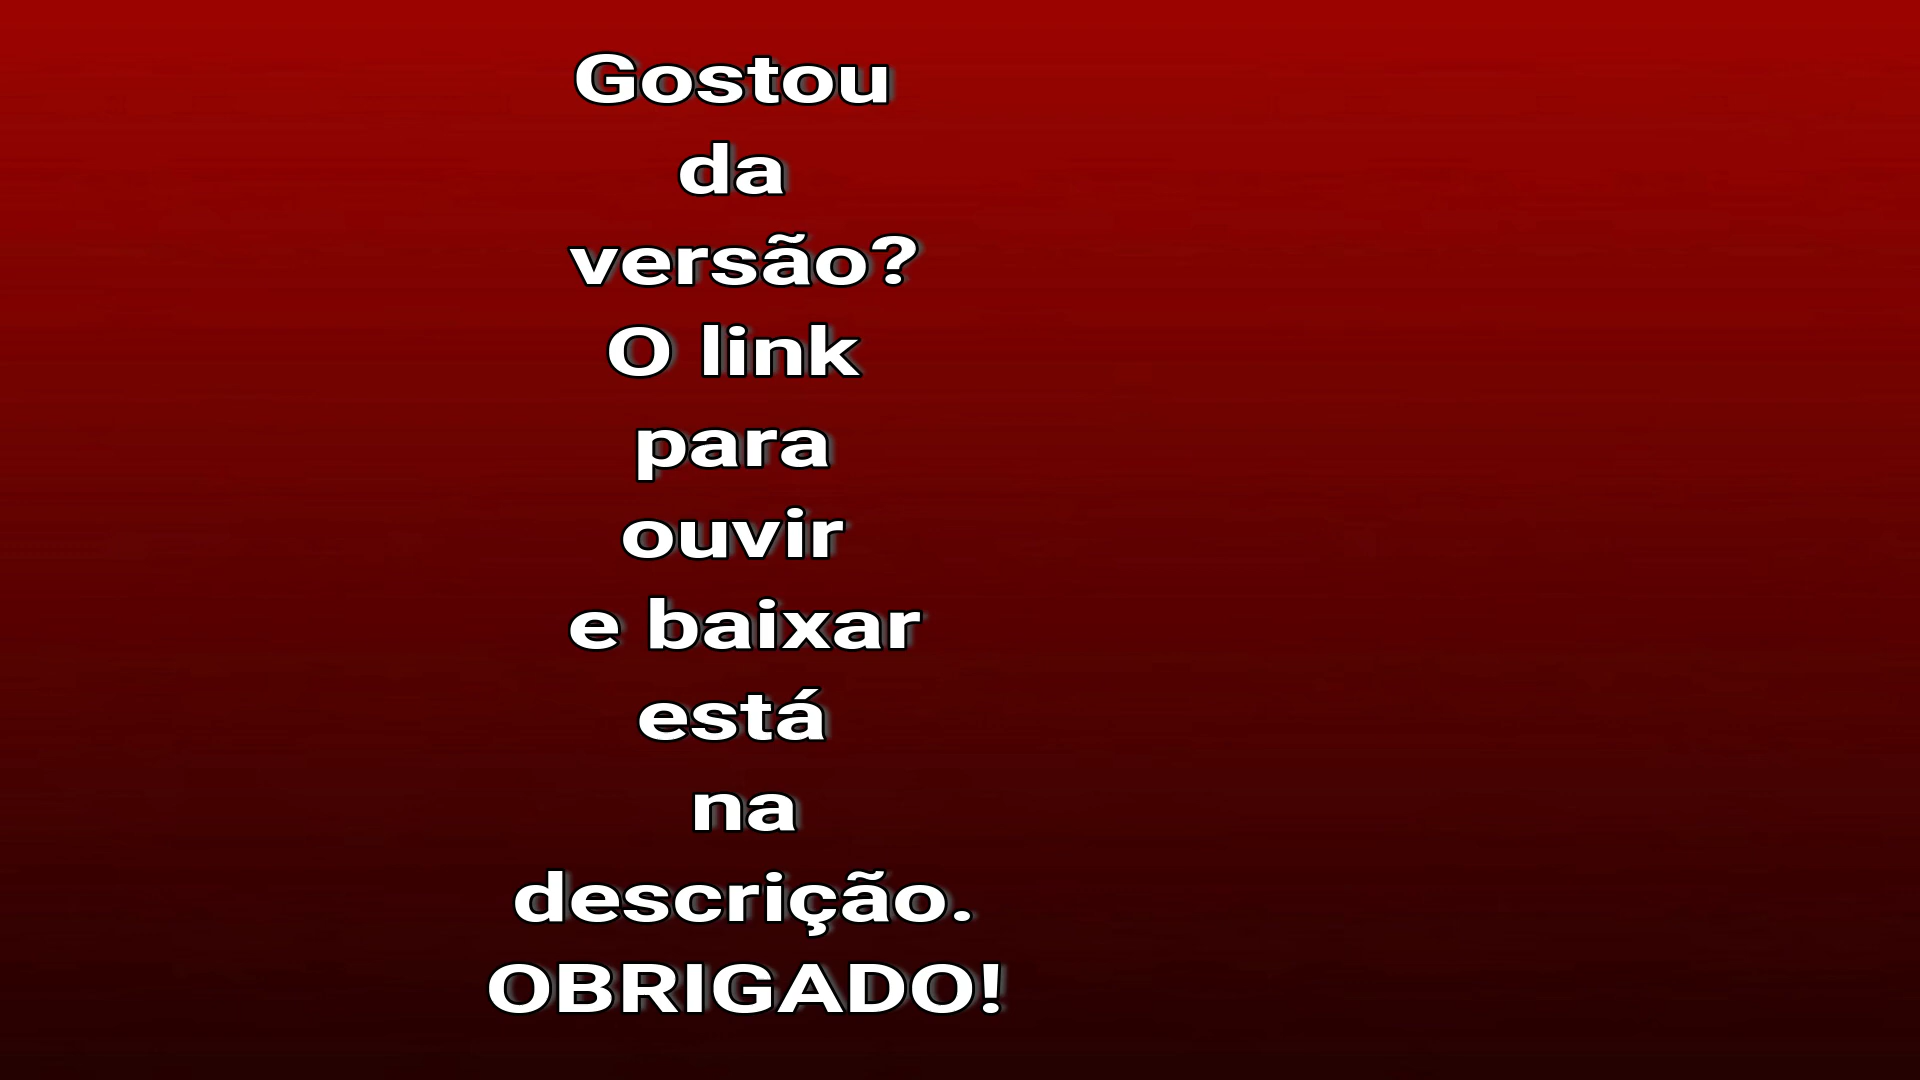 Gostou
da
versão?
O link
para
ouvir
e baixar
está
na
descrição.
OBRIGADO!